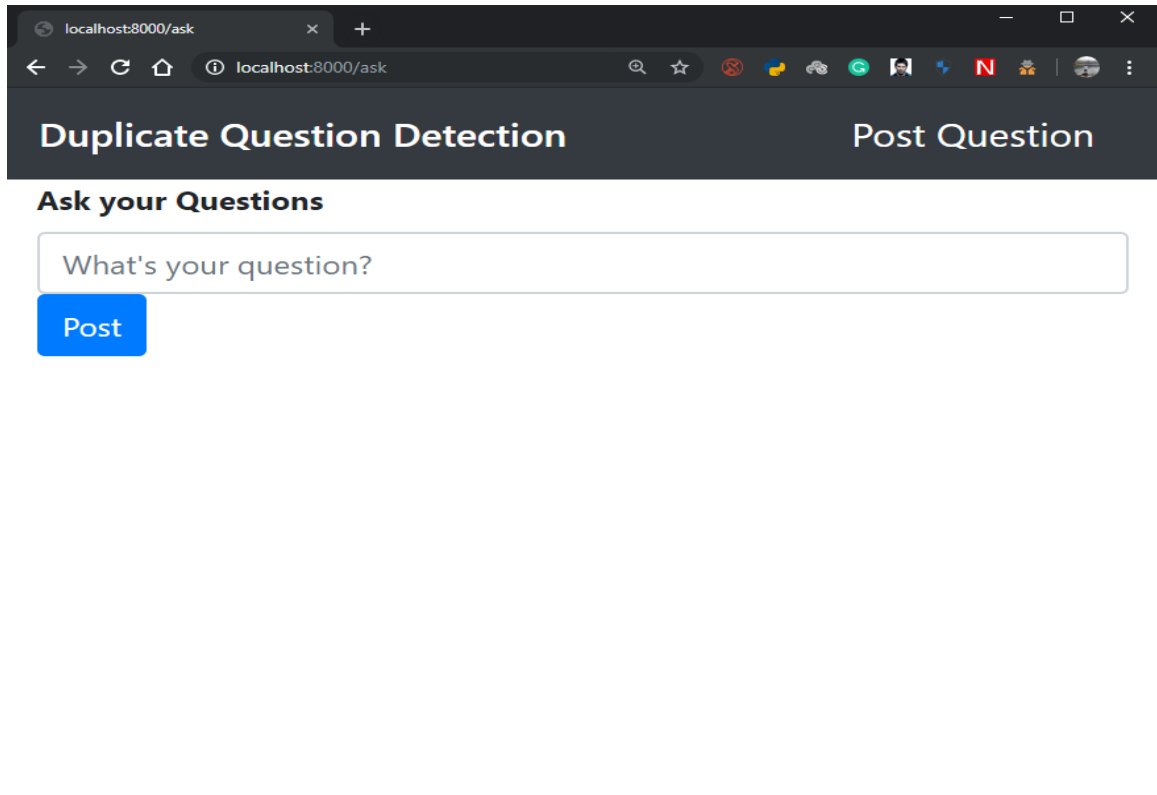 localhost:8000/ask
localhost:8000/ask
Duplicate Question Detection Post Question
Ask your Questions
What's your question?
Post